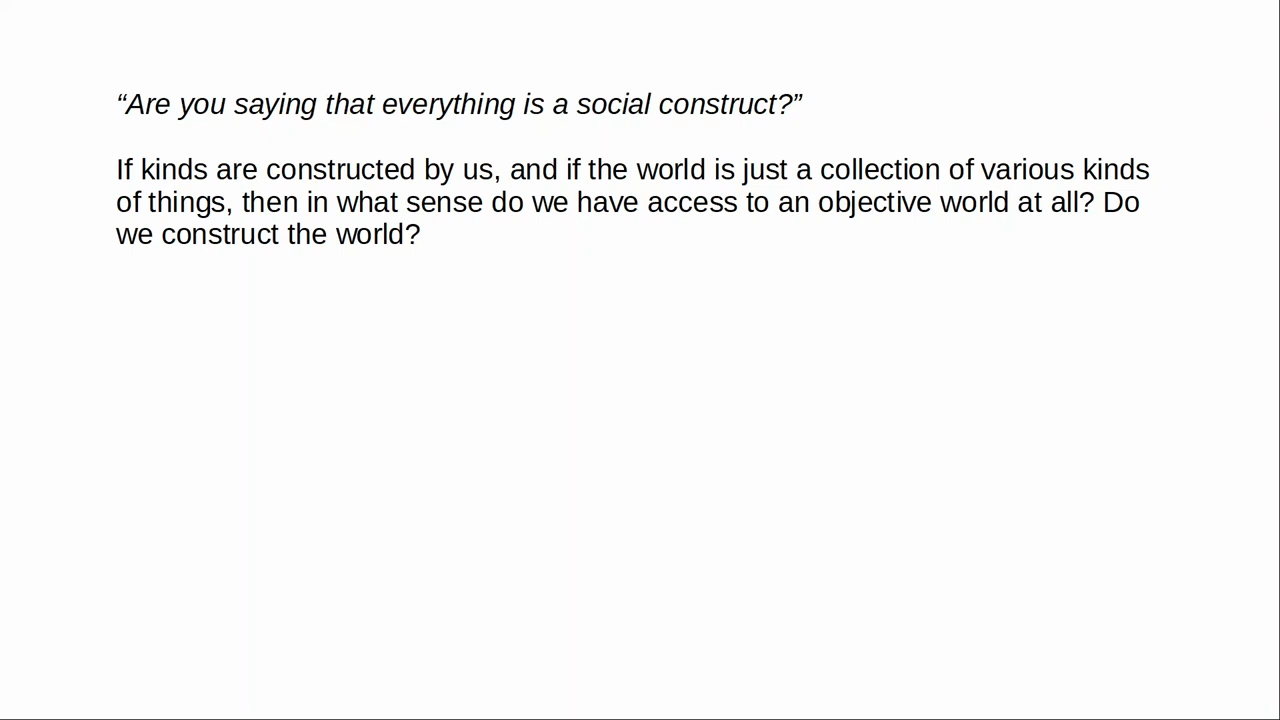 “Are you saying that everything is a social construct?”
If kinds are constructed by us, and if the world is just a collection of various kinds
of things, then in what sense do we have access to an objective world at all? Do
we construct the world?